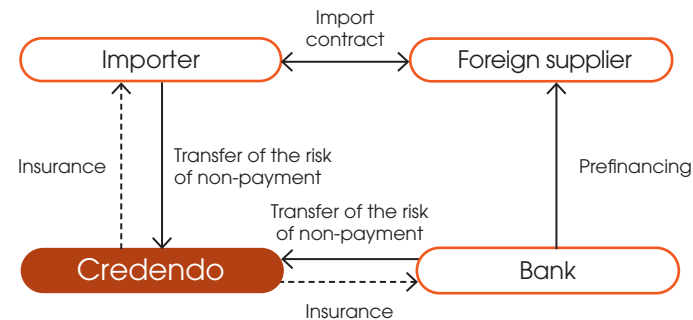 Import
contract
Importer
Foreign supplier
Insurance
Transfer of the risk
of non-payment
Prefinancing
Transfer of the risk
of non-payment
Credendo
Bank
Insurance